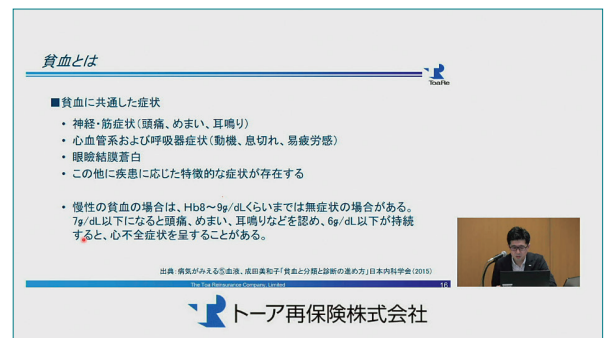 貧血とは
ToaRe
■貧血に共通した症状
・ 神経・筋症状(頭痛、めまい、耳鳴り)
・ 心血管系および呼吸器症状(動機、息切れ、易疲労感)
・ 眼瞼結膜蒼白
・ この他に疾患に応じた特徴的な症状が存在する
・ 慢性の貧血の場合は、Hb8～9g/dLくらいまでは無症状の場合がある。
7g/dL以下になると頭痛、めまい、耳鳴りなどを認め、6g/dL以下が持続
すると、心不全症状を呈することがある。
出典:病気がみえる⑤血液、成田美和子「貧血と分類と診断の進め方」日本内科学会(2015)
The Toa Reinsurance Company, Limited
16
トーア再保険株式会社